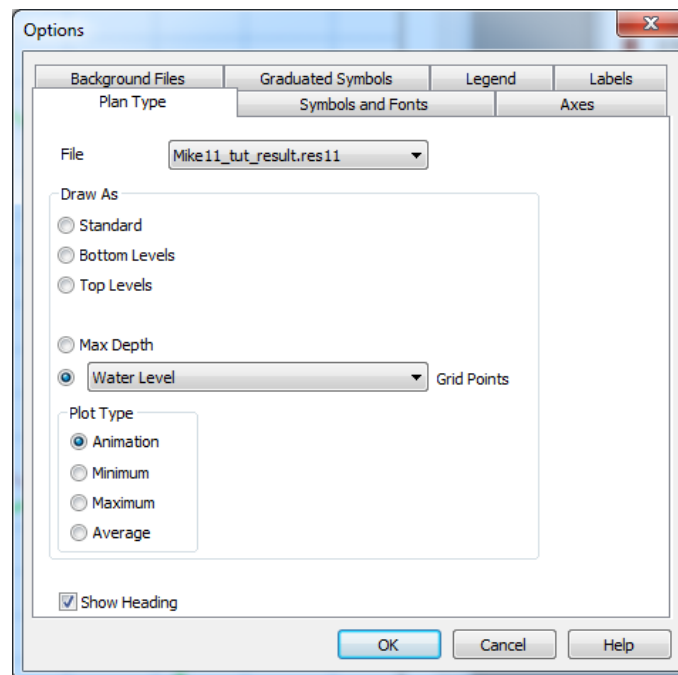 Options
Background Files Graduated Symbols Legend Labels
Plan Type Symbols and Fonts Axes
File Mike11_tut_result.res11
Draw As
Standard
Bottom Levels
Top Levels
Max Depth
Water Level Grid Points
Plot Type
Animation
Minimum
Maximum
Average
Show Heading
OK Cancel Help